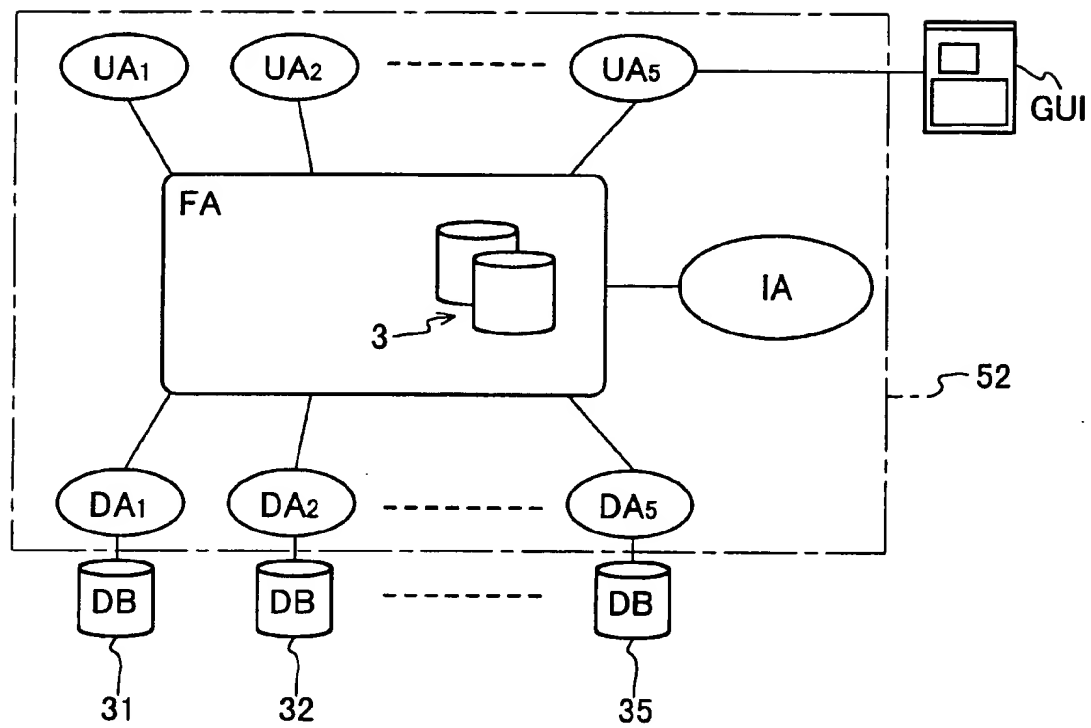 UA1 UA2 UA5
GUI
FA
IA
3
52
DA1 DA2 DA5
DB DB DB
31 32 35